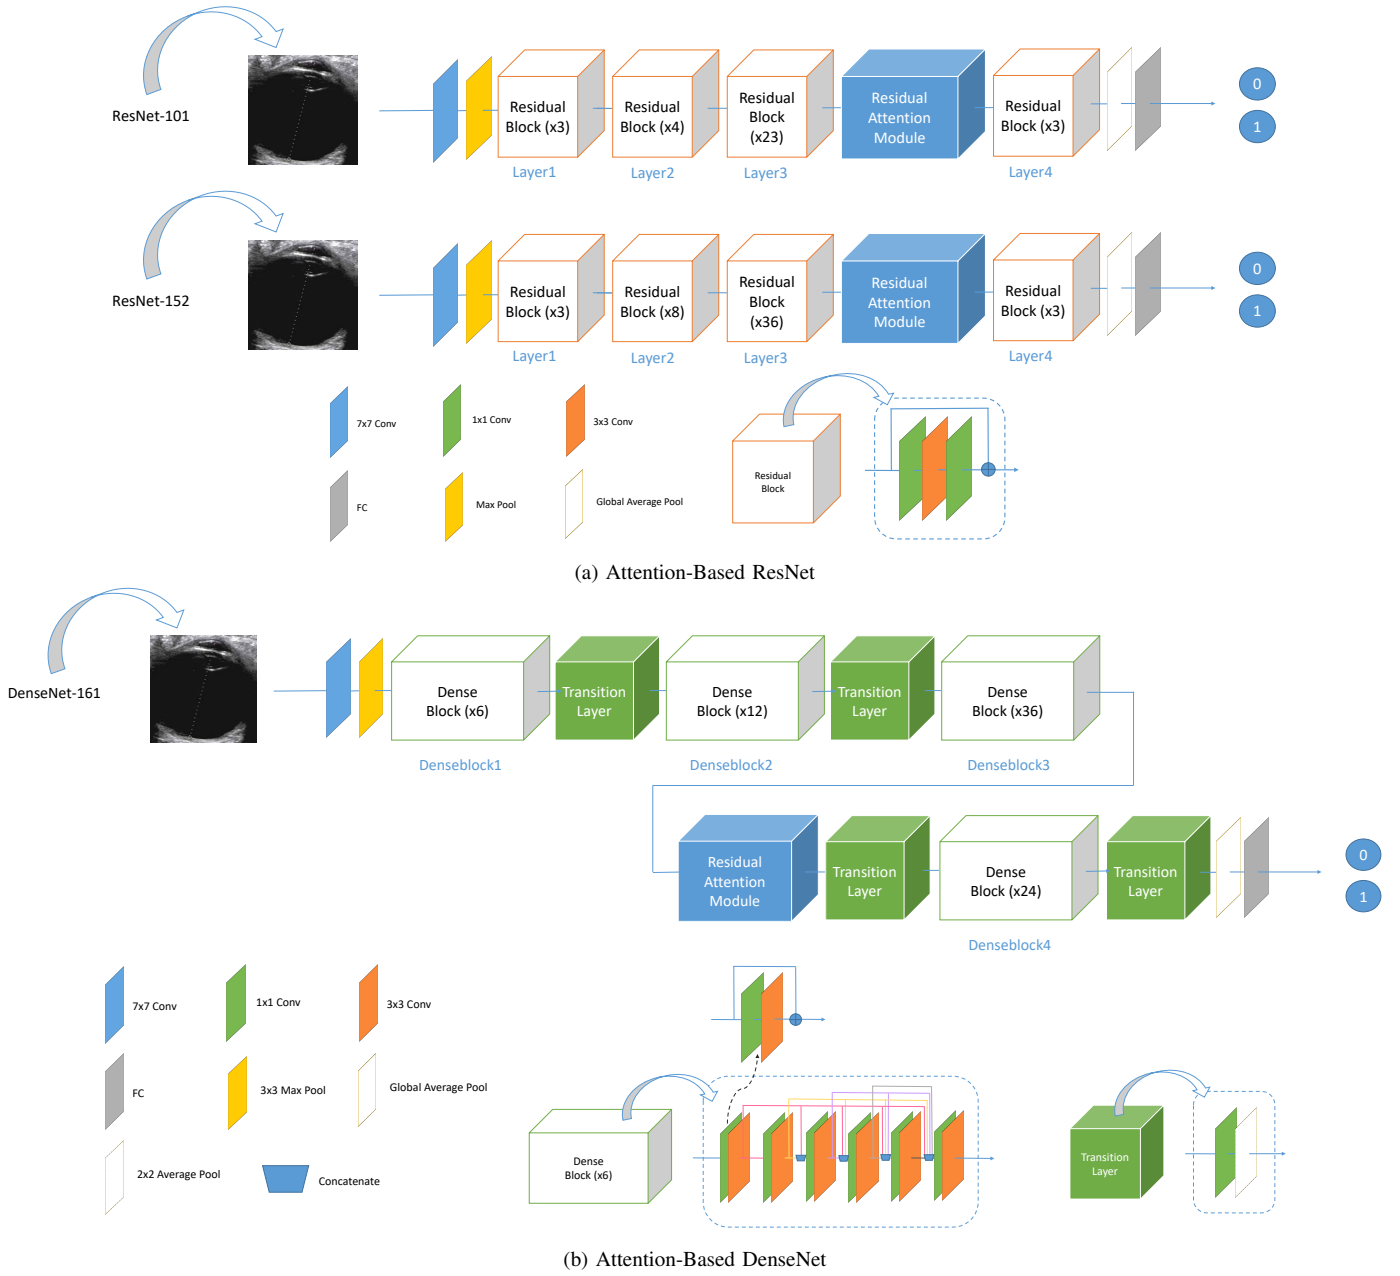 ResNet-101
Residual
Block (x3)
Layer1
Residual
Block (x4)
Layer2
Residual
Block
(x23)
Layer3
Residual
Attention
Module
Residual
Block (x3)
Layer4
0
1
ResNet-152
Residual
Block (x3)
Layer1
Residual
Block (x8)
Layer2
Residual
Block
(x36)
Layer3
Residual
Attention
Module
Residual
Block (x3)
Layer4
0
1
7x7 Conv
1x1 Conv
3x3 Conv
FC
Max Pool
Global Average Pool
Residual
Block
(a) Attention-Based ResNet
DenseNet-161
Dense
Block (x6)
Denseblock1
Transition
Layer
Dense
Block (x12)
Denseblock2
Transition
Layer
Dense
Block (x36)
Denseblock3
Residual
Attention
Module
Transition
Layer
Dense
Block (x24)
Denseblock4
Transition
Layer
0
1
7x7 Conv
1x1 Conv
3x3 Conv
FC
3x3 Max Pool
Global Average Pool
2x2 Average Pool
Concatenate
Dense
Block (x6)
Transition
Layer
(b) Attention-Based DenseNet